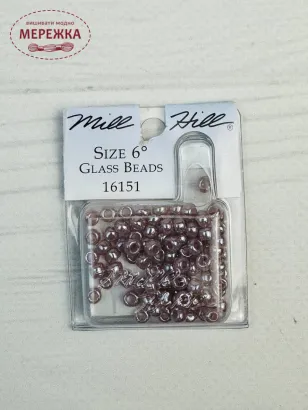 вишивати модно
МЕРЕЖКА
Mill Hill®
SIZE 6°
GLASS BEADS
16151